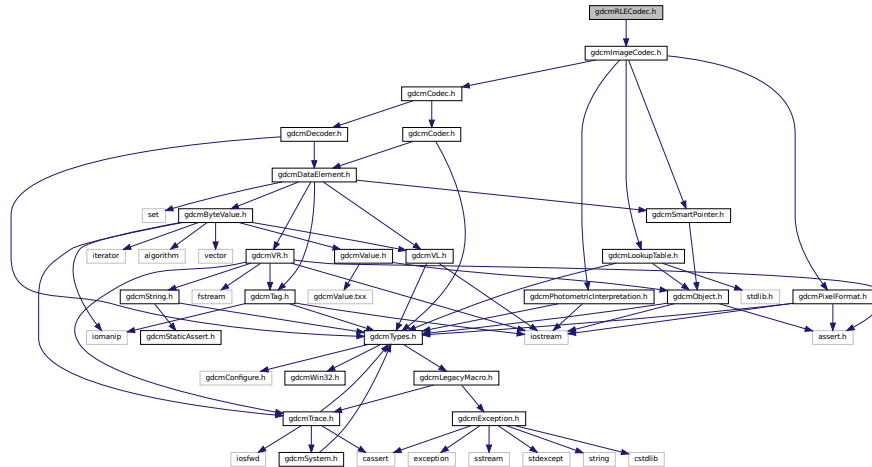 gdcmRLECodec.h
gdcmImageCodec.h
gdcmCodec.h
gdcmDecoder.h
gdcmCoder.h
gdcmDataElement.h
set
gdcmByteValue.h
gdcmSmartPointer.h
iterator
algorithm
vector
gdcmVR.h
gdcmValue.h
gdcmVL.h
gdcmLookupTable.h
gdcmString.h
fstream
gdcmTag.h
gdcmValue.txx
gdcmPhotometricInterpretation.h
gdcmObject.h
stdlib.h
gdcmPixelFormat.h
iomanip
gdcmStaticAssert.h
gdcmTypes.h
iostream
assert.h
gdcmConfigure.h
gdcmWin32.h
gdcmLegacyMacro.h
gdcmTrace.h
gdcmException.h
iosfwd
gdcmSystem.h
cassert
exception
sstream
stdexcept
string
cstdlib